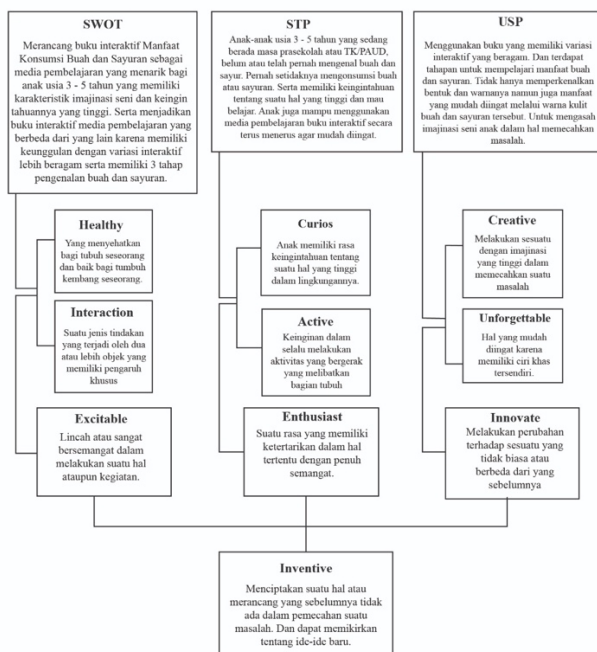 SWOT
Merancang buku interaktif Manfaat
Konsumsi Buah dan Sayuran sebagai
media pembelajaran yang menarik bagi
anak usia 3 - 5 tahun yang memiliki
karakteristik imajinasi seni dan keingin
tahuannya yang tinggi. Serta menjadikan
buku interaktif media pembelajaran yang
berbeda dari yang lain karena memiliki
keunggulan dengan variasi interaktif
lebih beragam serta memiliki 3 tahap
pengenalan buah dan sayuran.
STP
Anak-anak usia 3 - 5 tahun yang sedang
berada masa prasekolah atau TK/PAUD,
belum atau telah pernah mengenal buah dan
sayur. Pernah setidaknya mengonsumsi buah
atau sayuran. Serta memiliki keingintahuan
tentang suatu hal yang tinggi dan mau
belajar. Anak juga mampu menggunakan
media pembelajaran buku interaktif secara
terus menerus agar mudah diingat.
USP
Menggunakan buku yang memiliki variasi
interaktif yang beragam. Dan terdapat
tahapan untuk mempelajari manfaat buah
dan sayuran. Tidak hanya memperkenalkan
bentuk dan warnanya namun juga manfaat
yang mudah diingat melalui warna kulit
buah dan sayuran tersebut. Untuk mengasah
imajinasi seni anak dalam hal memecahkan
masalah.
Healthy
Yang menyehatkan
bagi tubuh seseorang
dan baik bagi tumbuh
kembang seseorang.
Interaction
Suatu jenis tindakan
yang terjadi oleh dua
atau lebih objek yang
memiliki pengaruh
khusus
Excitable
Lincah atau sangat
bersemangat dalam
melakukan suatu hal
ataupun kegiatan.
Curios
Anak memiliki rasa
keingintahuan tentang
suatu hal yang tinggi
dalam lingkungannya.
Active
Keinginan dalam
selalu melakukan
aktivitas yang bergerak
yang melibatkan
bagian tubuh
Enthusiast
Suatu rasa yang memiliki
ketertarikan dalam hal
tertentu dengan penuh
semangat.
Creative
Melakukan sesuatu
dengan imajinasi
yang tinggi dalam
memecahkan suatu
masalah
Unforgettable
Hal yang mudah
diingat karena
memiliki ciri khas
tersendiri.
Innovate
Melakukan perubahan
terhadap sesuatu yang
tidak biasa atau
berbeda dari yang
sebelumnya
Inventive
Menciptakan suatu hal atau
merancang yang sebelumnya tidak
ada dalam pemecahan suatu
masalah. Dan dapat memikirkan
tentang ide-ide baru.